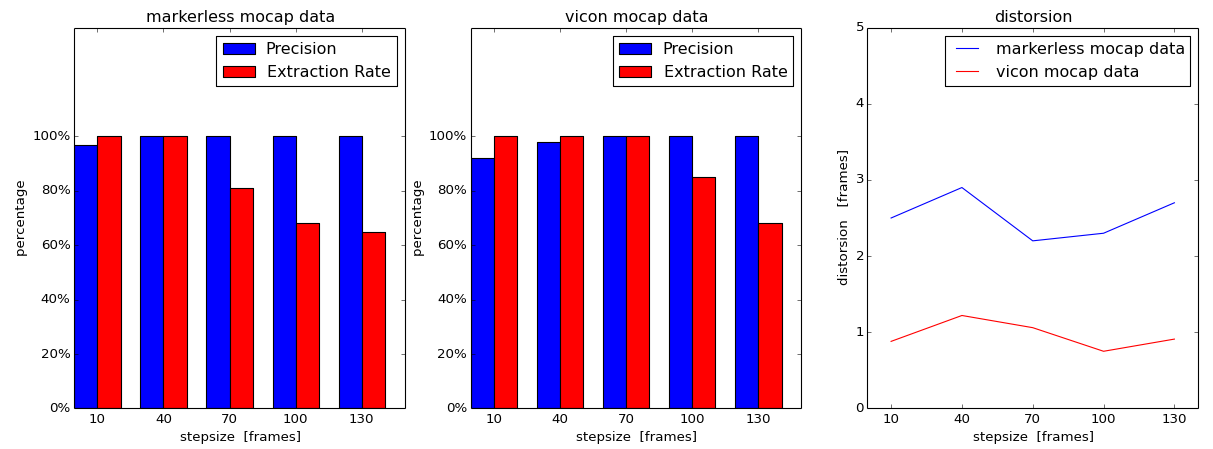 markerless mocap data
Precision
Extraction Rate
100%
80%
60%
40%
20%
0%
percentage
10 40 70 100 130
stepsize [frames]
vicon mocap data
Precision
Extraction Rate
100%
80%
60%
40%
20%
0%
percentage
10 40 70 100 130
stepsize [frames]
distorsion
markerless mocap data
vicon mocap data
5
4
3
2
1
0
distorsion [frames]
10 40 70 100 130
stepsize [frames]